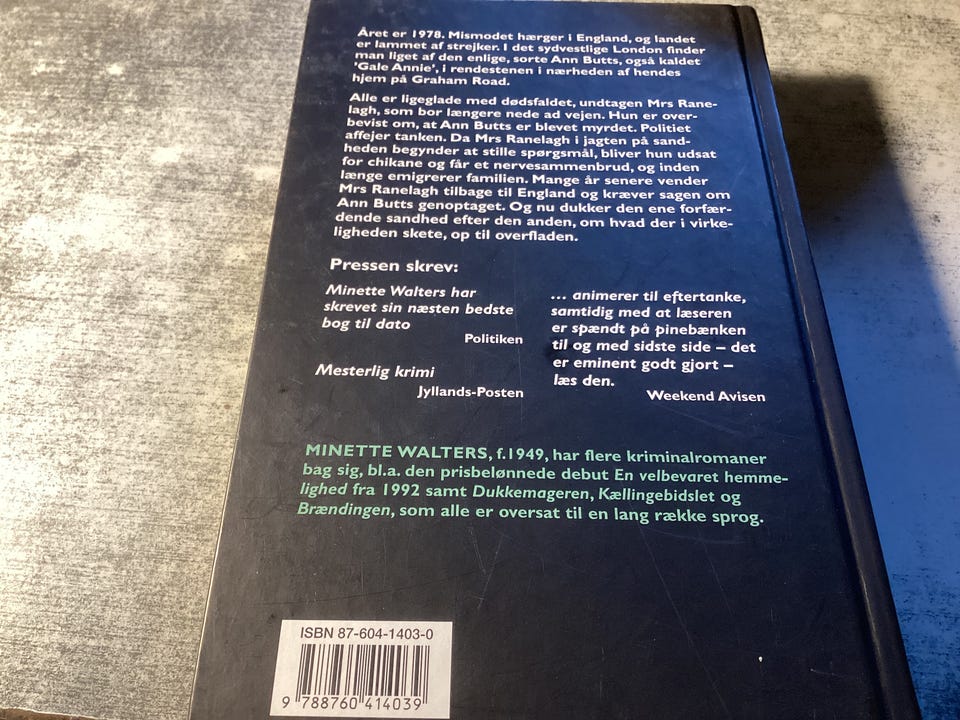 Året er 1978. Mismodet hærger i England, og landet
er lammet af strejker. I det sydvestlige London finder
man liget af den enlige, sorte Ann Butts, også kaldet
'Gale Annie', i rendestenen i nærheden af hendes
hjem på Graham Road.
Alle er ligeglade med dødsfaldet, undtagen Mrs Rane-
lagh, som bor længere nede ad vejen. Hun er over-
bevist om, at Ann Butts er blevet myrdet. Politiet
affejer tanken. Da Mrs Ranelagh i jagten på sand-
heden begynder at stille spørgsmål, bliver hun udsat
for chikane og får et nervesammenbrud, og inden
længe emigrerer familien. Mange år senere vender
Mrs Ranelagh tilbage til England og kræver sagen om
Ann Butts genoptaget. Og nu dukker den ene forfær-
dende sandhed efter den anden, om hvad der i virke-
ligheden skete, op til overfladen.
Pressen skrev:
Minette Walters har
skrevet sin næsten bedste
bog til dato
Politiken
Mesterlig krimi
Jyllands-Posten
... animerer til eftertanke,
samtidig med at læseren
er spændt på pinebænken
til og med sidste side – det
er eminent godt gjort –
læs den.
Weekend Avisen
MINETTE WALTERS, f.1949, har flere kriminalromaner
bag sig, bl.a. den prisbelønnede debut En velbevaret hemme-
lighed fra 1992 samt Dukkemageren, Kællingebidslet og
Brændingen, som alle er oversat til en lang række sprog.
ISBN 87-604-1403-0
9 788760 414039